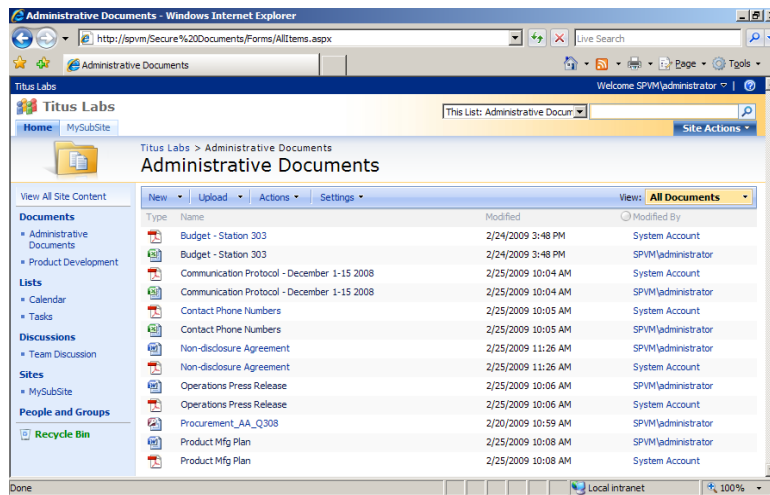 Administrative Documents - Windows Internet Explorer
http://spvm/Secure%20Documents/Forms/AllItems.aspx
Live Search
Administrative Documents
Page
Tools
Titus Labs
Welcome SPVM\administrator
Titus Labs
This List: Administrative Docum
Home
MySubSite
Site Actions
Titus Labs > Administrative Documents
Administrative Documents
View All Site Content
Documents
Administrative
Documents
Product Development
Lists
Calendar
Tasks
Discussions
Team Discussion
Sites
MySubSite
People and Groups
Recycle Bin
New Upload Actions Settings View: All Documents
Type Name Modified Modified By
Budget - Station 303 2/24/2009 3:48 PM System Account
Budget - Station 303 2/24/2009 3:48 PM SPVM\administrator
Communication Protocol - December 1-15 2008 2/25/2009 10:04 AM System Account
Communication Protocol - December 1-15 2008 2/25/2009 10:04 AM SPVM\administrator
Contact Phone Numbers 2/25/2009 10:05 AM System Account
Contact Phone Numbers 2/25/2009 10:05 AM SPVM\administrator
Non-disclosure Agreement 2/25/2009 11:26 AM SPVM\administrator
Non-disclosure Agreement 2/25/2009 11:26 AM System Account
Operations Press Release 2/25/2009 10:06 AM SPVM\administrator
Operations Press Release 2/25/2009 10:06 AM System Account
Procurement_AA_Q308 2/20/2009 10:59 AM SPVM\administrator
Product Mfg Plan 2/25/2009 10:08 AM SPVM\administrator
Product Mfg Plan 2/25/2009 10:08 AM System Account
Done
Local intranet
100%